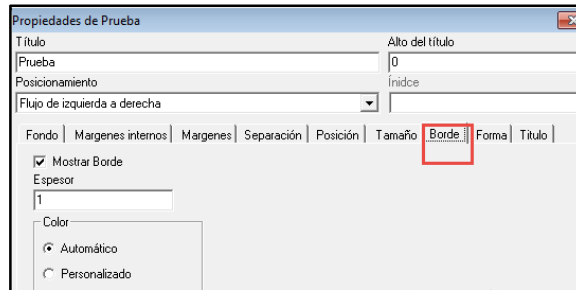 Propiedades de Prueba
Título Alto del título
Prueba 0
Posicionamiento Ínidce
Flujo de izquierda a derecha
Fondo Margenes internos Margenes Separación Posición Tamaño Borde Forma Titulo
Mostrar Borde
Espesor
1
Color
Automático
Personalizado